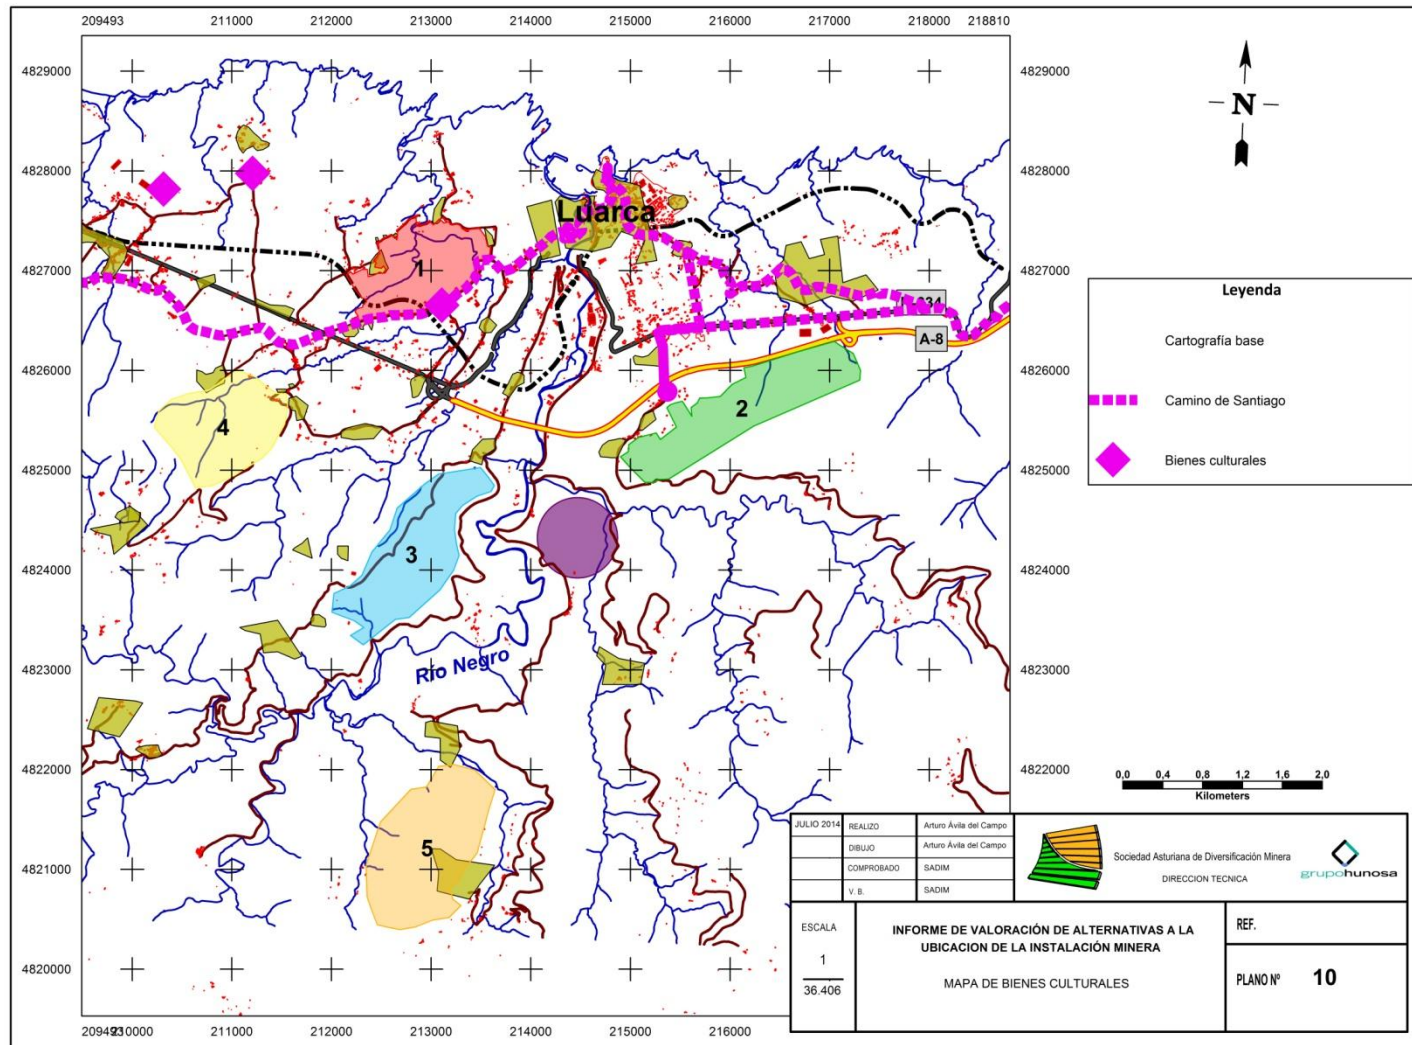 209493 211000 212000 213000 214000 215000 216000 217000 218000 218810
4829000 4829000
N
4828000 4828000
Luarca
1
4827000 4827000
Leyenda
Cartografía base
A-8
4826000 4826000
Camino de Santiago
2
4
4825000 4825000
Bienes culturales
3
4824000 4824000
4823000 4823000
Río Negro
4822000 4822000
0,0 0,4 0,8 1,2 1,6 2,0
Kilometers
5
4821000
4820000
209493 210000 211000 212000 213000 214000 215000 216000
JULIO 2014 REALIZO Arturo Ávila del Campo
DIBUJO Arturo Ávila del Campo
COMPROBADO SADIM
V. B. SADIM
Sociedad Asturiana de Diversificación Minera
DIRECCION TECNICA
grupohunosa
ESCALA
1
36.406
INFORME DE VALORACIÓN DE ALTERNATIVAS A LA
UBICACION DE LA INSTALACIÓN MINERA
MAPA DE BIENES CULTURALES
REF.
PLANO Nº 10